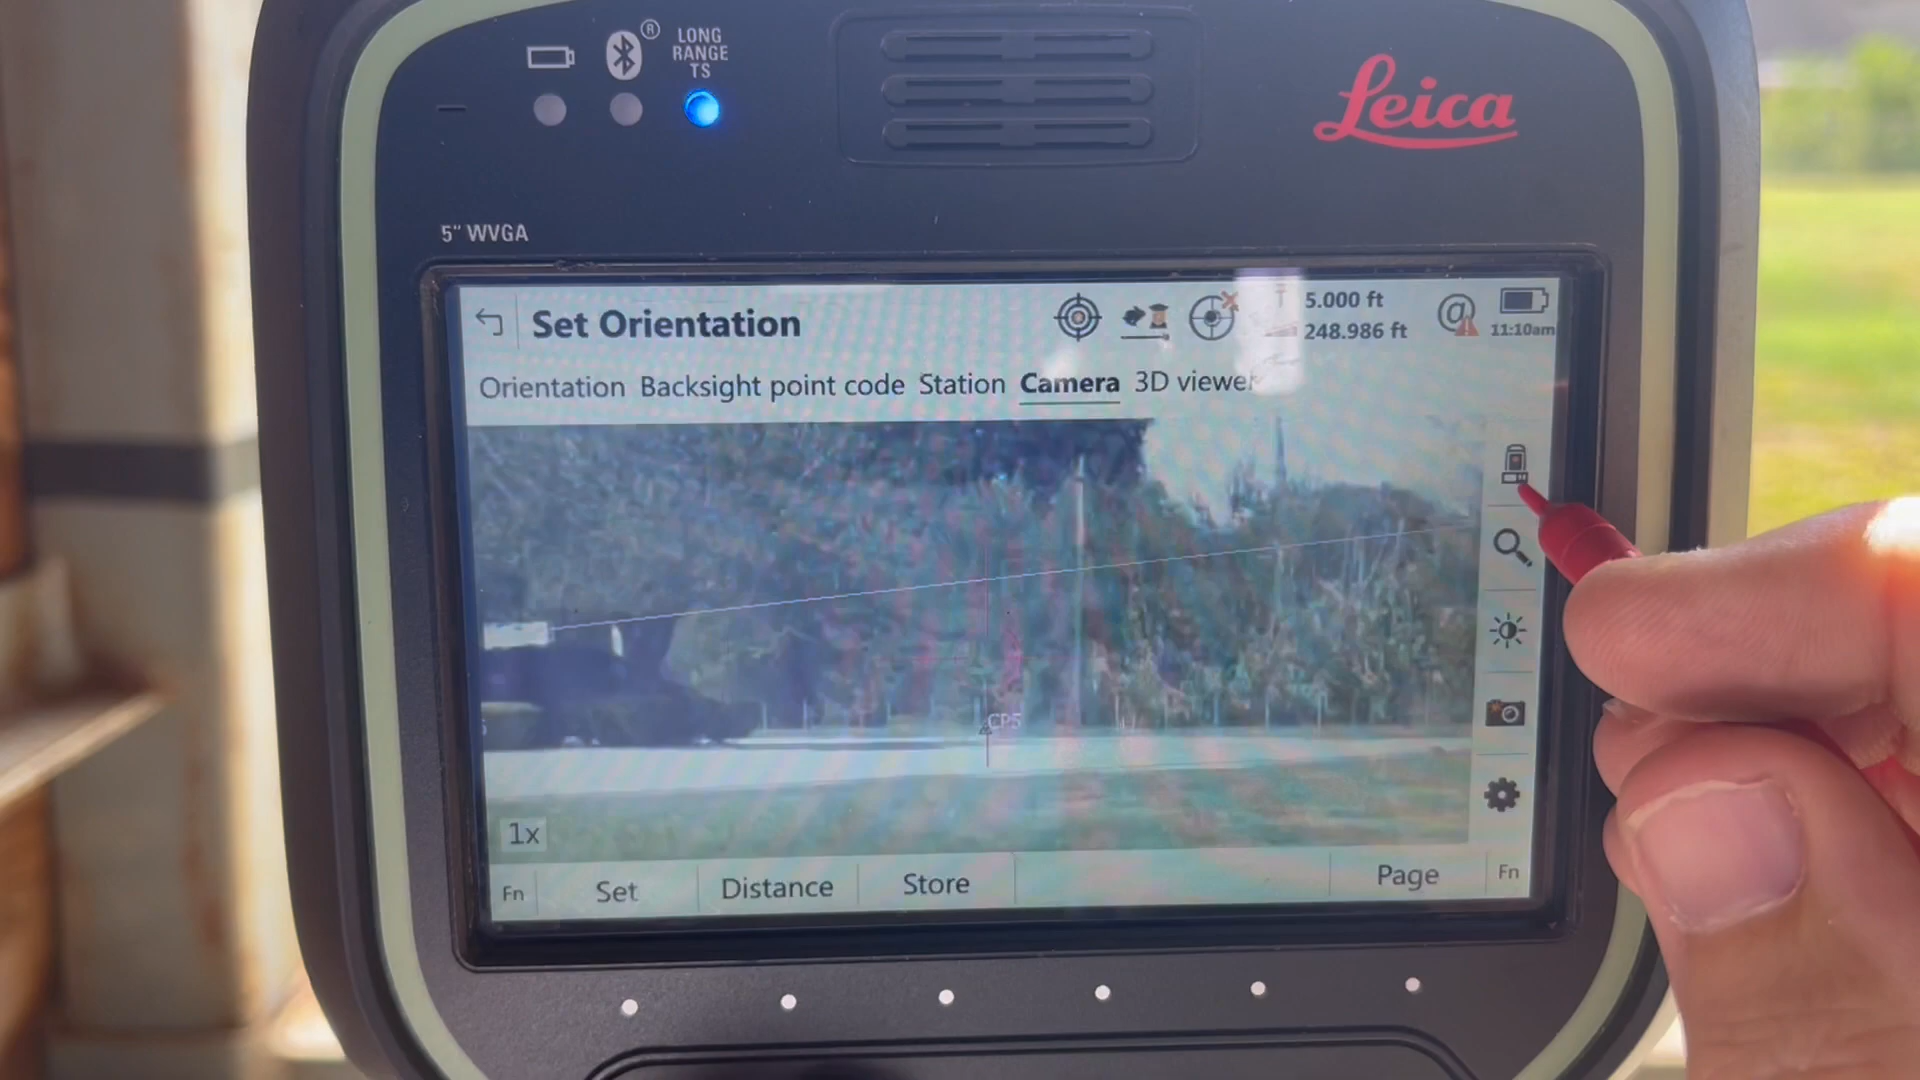 ®
LONG
RANGE
TS
Leica
5" WVGA
Set Orientation
5.000 ft
248.986 ft
@
11:10am
Orientation Backsight point code Station Camera 3D viewer
CP5
1x
Fn Set Distance Store Page Fn